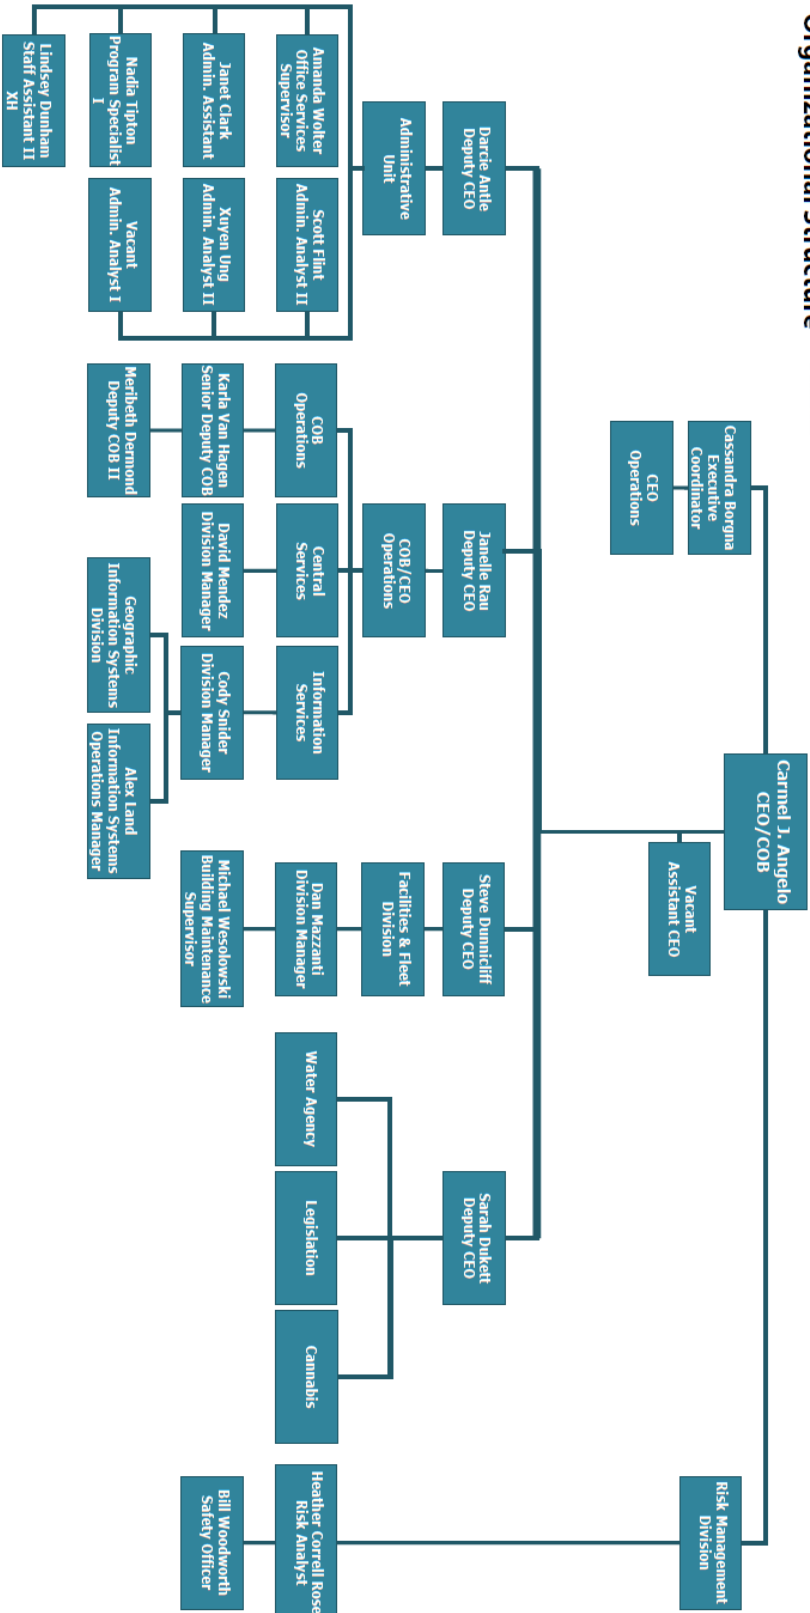 Organizational Structure
Carmel J. Angelo
CEO/COB
Cassandra Borgna
Executive
Coordinator
CEO
Operations
Vacant
Assistant CEO
Risk Management
Division
Darcie Antle
Deputy CEO
Janelle Rau
Deputy CEO
Steve Dunnicliff
Deputy CEO
Sarah Dukett
Deputy CEO
Administrative
Unit
COB/CEO
Operations
Facilities & Fleet
Division
Amanda Wolter
Office Services
Supervisor
Scott Flint
Admin. Analyst II
COB
Operations
Central
Services
Information
Services
Dan Mazzanti
Division Manager
Water Agency
Legislation
Cannabis
Heather Correll Rose
Risk Analyst
Janet Clark
Admin. Assistant
Xuyen Ung
Admin. Analyst II
Karla Van Hagen
Senior Deputy COB
David Mendez
Division Manager
Cody Snider
Division Manager
Michael Wesolowski
Building Maintenance
Supervisor
Bill Woodworth
Safety Officer
Nadia Tipton
Program Specialist
I
Vacant
Admin. Analyst I
Meribeth Dermond
Deputy COB II
Geographic
Information Systems
Division
Alex Land
Information Systems
Operations Manager
Lindsey Dunham
Staff Assistant II
XH